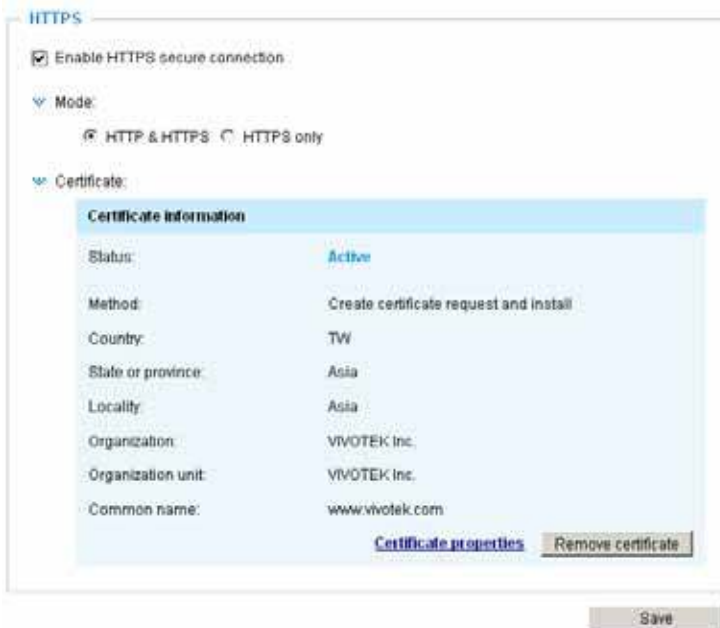 HTTPS
Enable HTTPS secure connection
Mode:
HTTP & HTTPS HTTPS only
Certificate:
Certificate information
Status: Active
Method: Create certificate request and install
Country: TW
State or province: Asia
Locality: Asia
Organization: VIVOTEK Inc.
Organization unit: VIVOTEK Inc.
Common name: www.vivotek.com
Certificate properties Remove certificate
Save